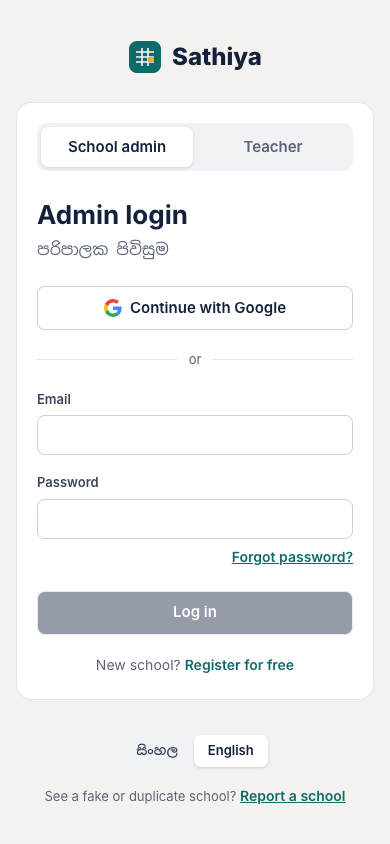 Sathiya
School admin
Teacher
Admin login
පරිපාලක පිවිසුම
Continue with Google
or
Email
Password
Forgot password?
Log in
New school? Register for free
සිංහල
English
See a fake or duplicate school? Report a school